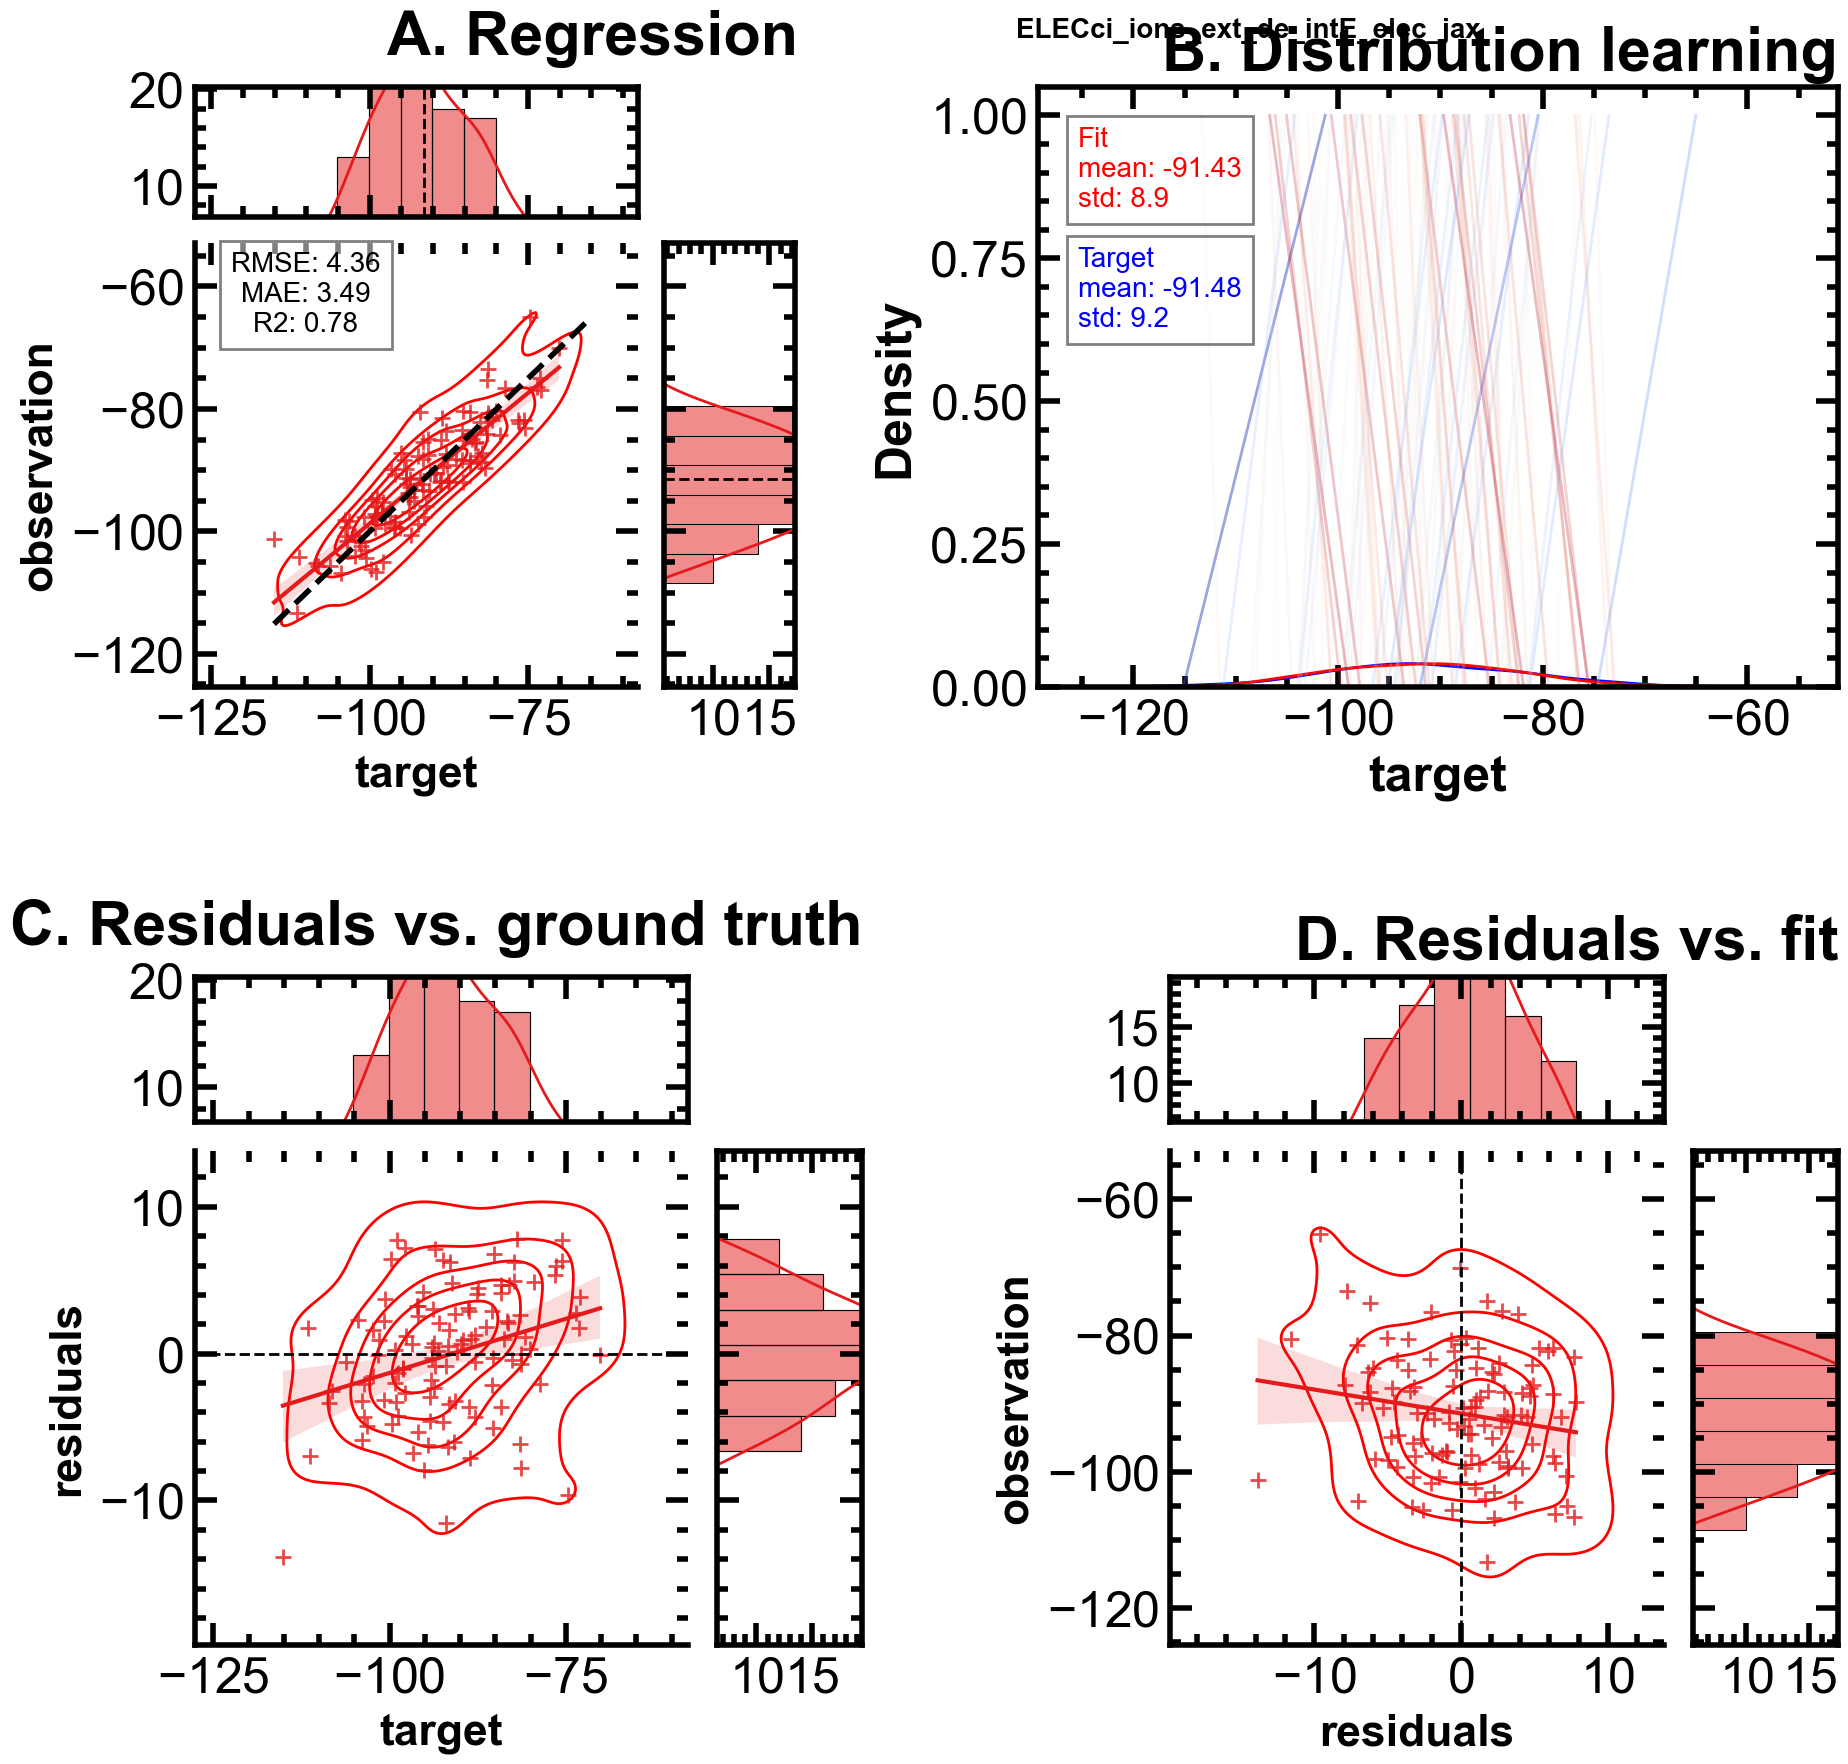 A. Regression
ELECci_ions_ext_de_intE_elec_jax
B. Distribution learning
20
10
RMSE: 4.36
MAE: 3.49
R2: 0.78
−60
−80
−100
−120
observation
−125
−100
−75
target
10
15
1.00
0.75
0.50
0.25
0.00
Density
Fit
mean: -91.43
std: 8.9
Target
mean: -91.48
std: 9.2
−120
−100
−80
−60
target
C. Residuals vs. ground truth
20
10
10
0
−10
residuals
−125
−100
−75
target
10
15
D. Residuals vs. fit
15
10
−60
−80
−100
−120
observation
−10
0
10
residuals
10
15